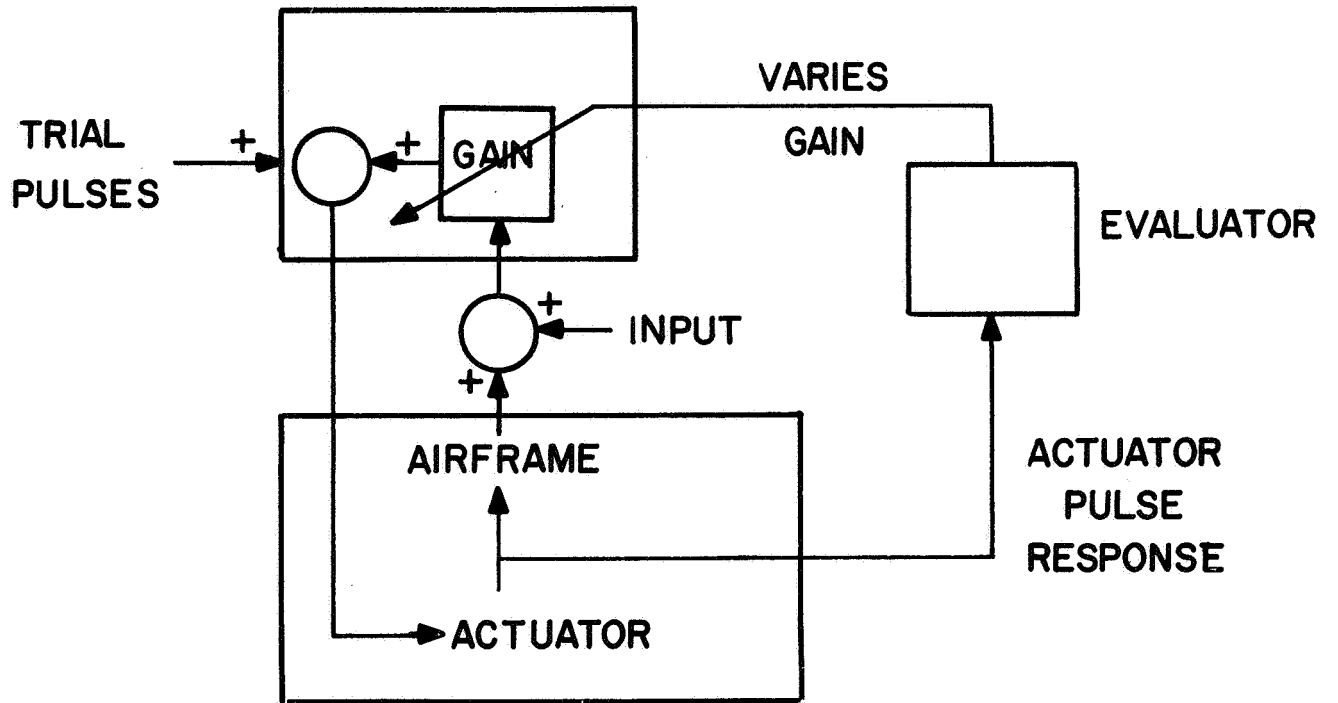 VARIES
GAIN
TRIAL
PULSES
+
+
GAIN
EVALUATOR
+
INPUT
+
AIRFRAME
ACTUATOR
PULSE
RESPONSE
ACTUATOR